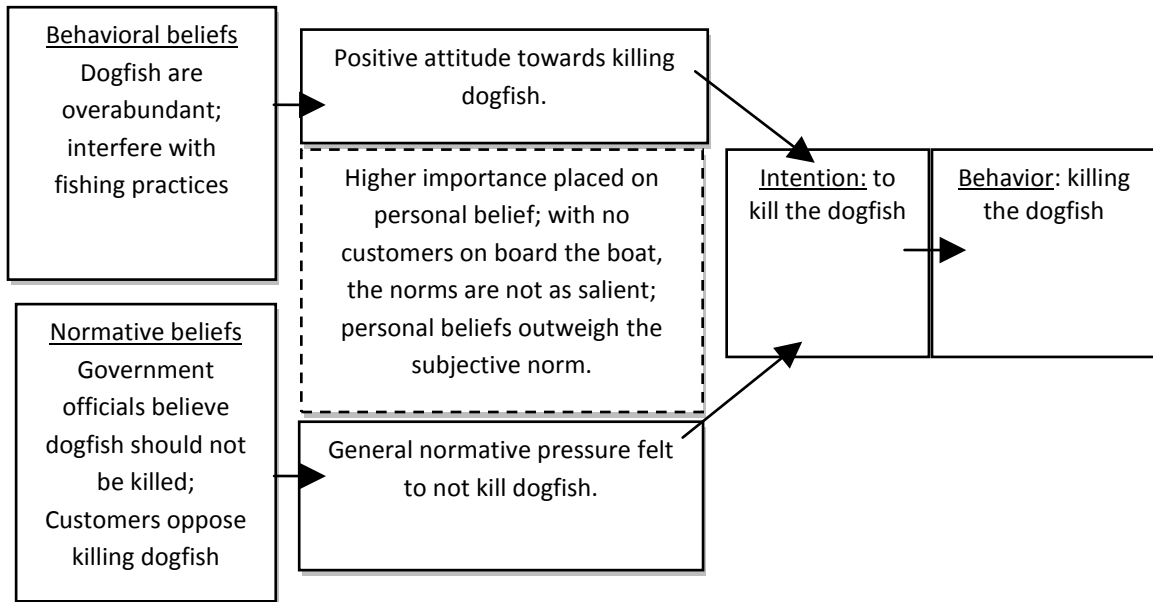 Behavioral beliefs
Dogfish are
overabundant;
interfere with
fishing practices
Positive attitude towards killing
dogfish.
Higher importance placed on
personal belief; with no
customers on board the boat,
the norms are not as salient;
personal beliefs outweigh the
subjective norm.
Normative beliefs
Government
officials believe
dogfish should not
be killed;
Customers oppose
killing dogfish
General normative pressure felt
to not kill dogfish.
Intention: to
kill the dogfish
Behavior: killing
the dogfish